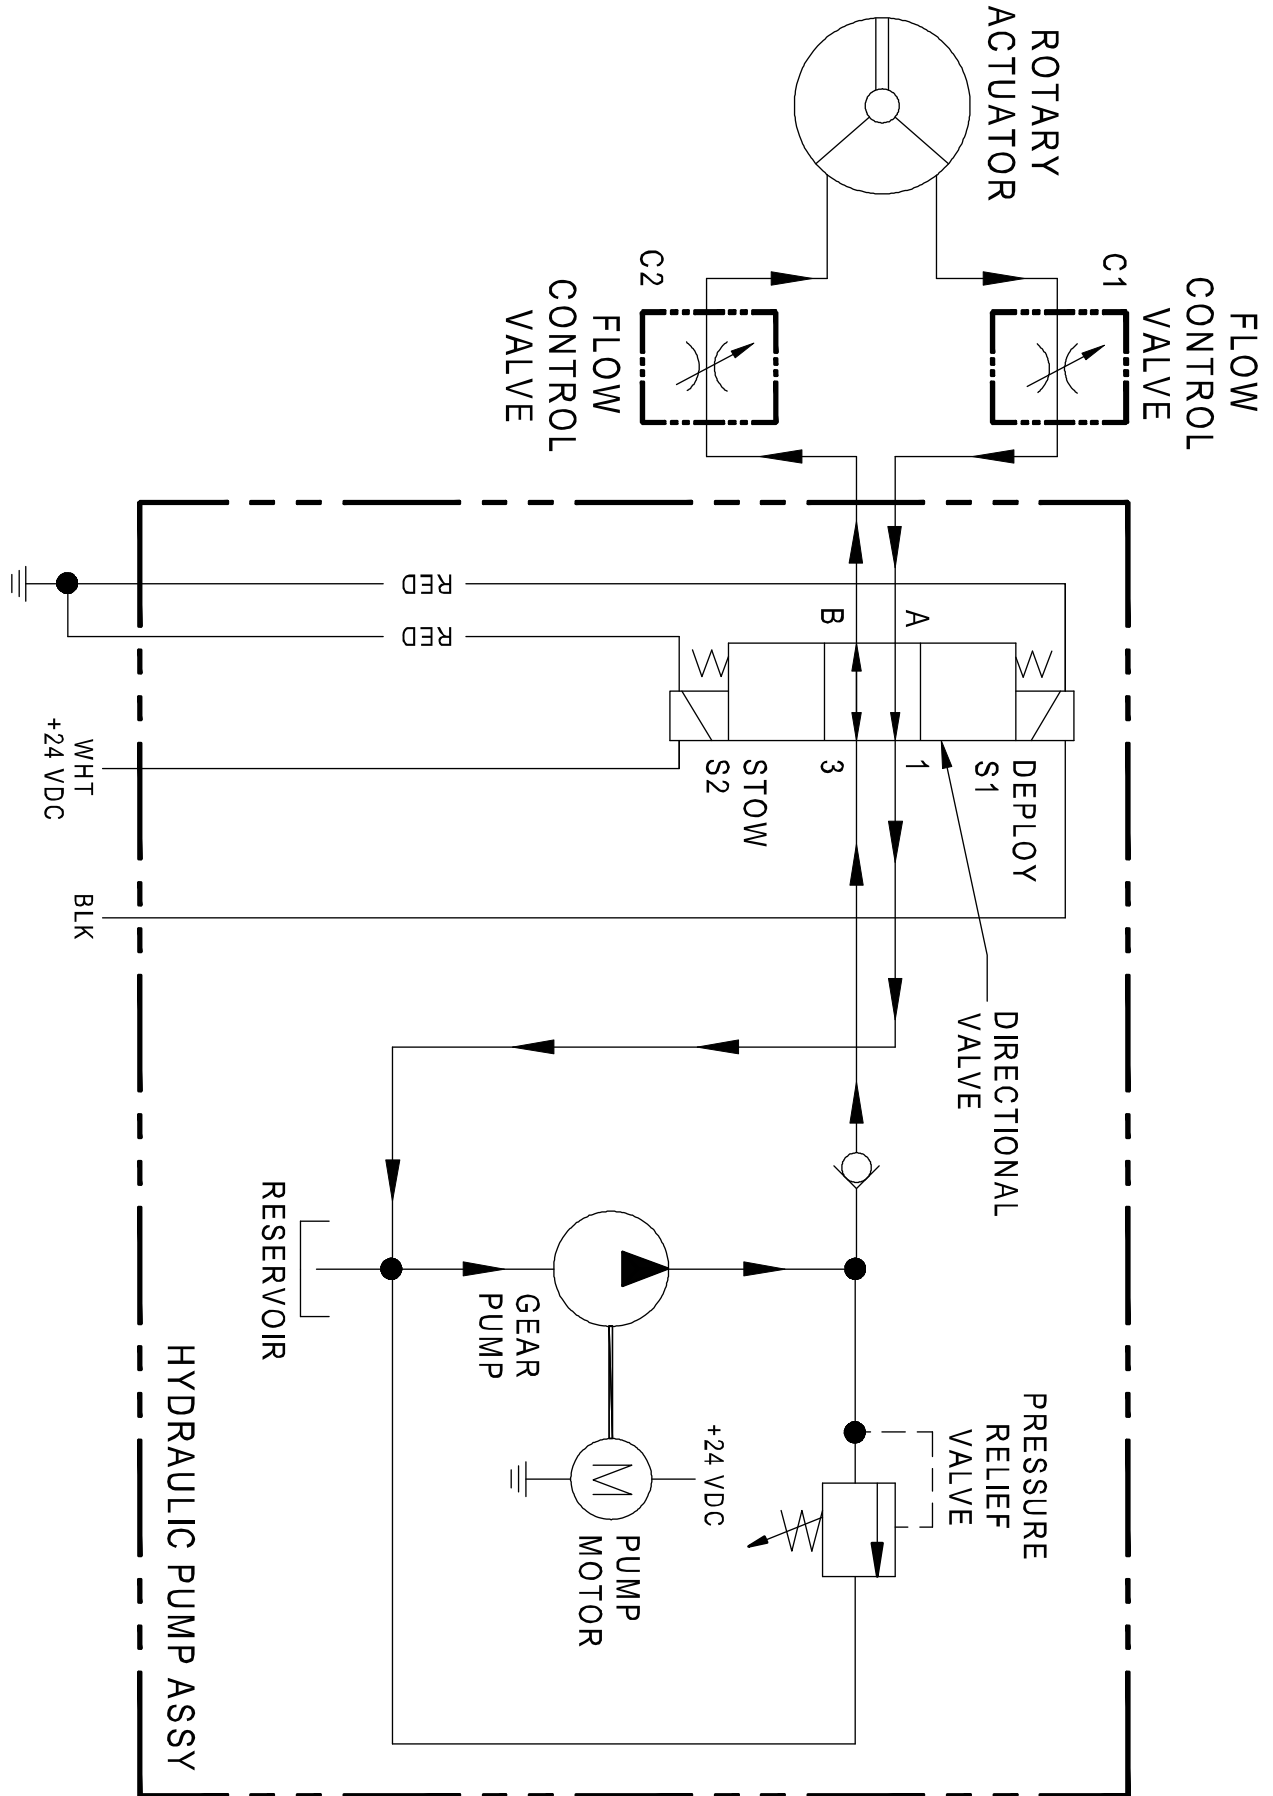 ROTARY
ACTUATOR
FLOW
CONTROL
VALVE
C1
C2
FLOW
CONTROL
VALVE
RED
RED
A
B
DEPLOY
S1
1
3
STOW
S2
WHT
+24 VDC
BLK
DIRECTIONAL
VALVE
RESERVOIR
GEAR
PUMP
PRESSURE
RELIEF
VALVE
+24 VDC
M
PUMP
MOTOR
HYDRAULIC PUMP ASSY